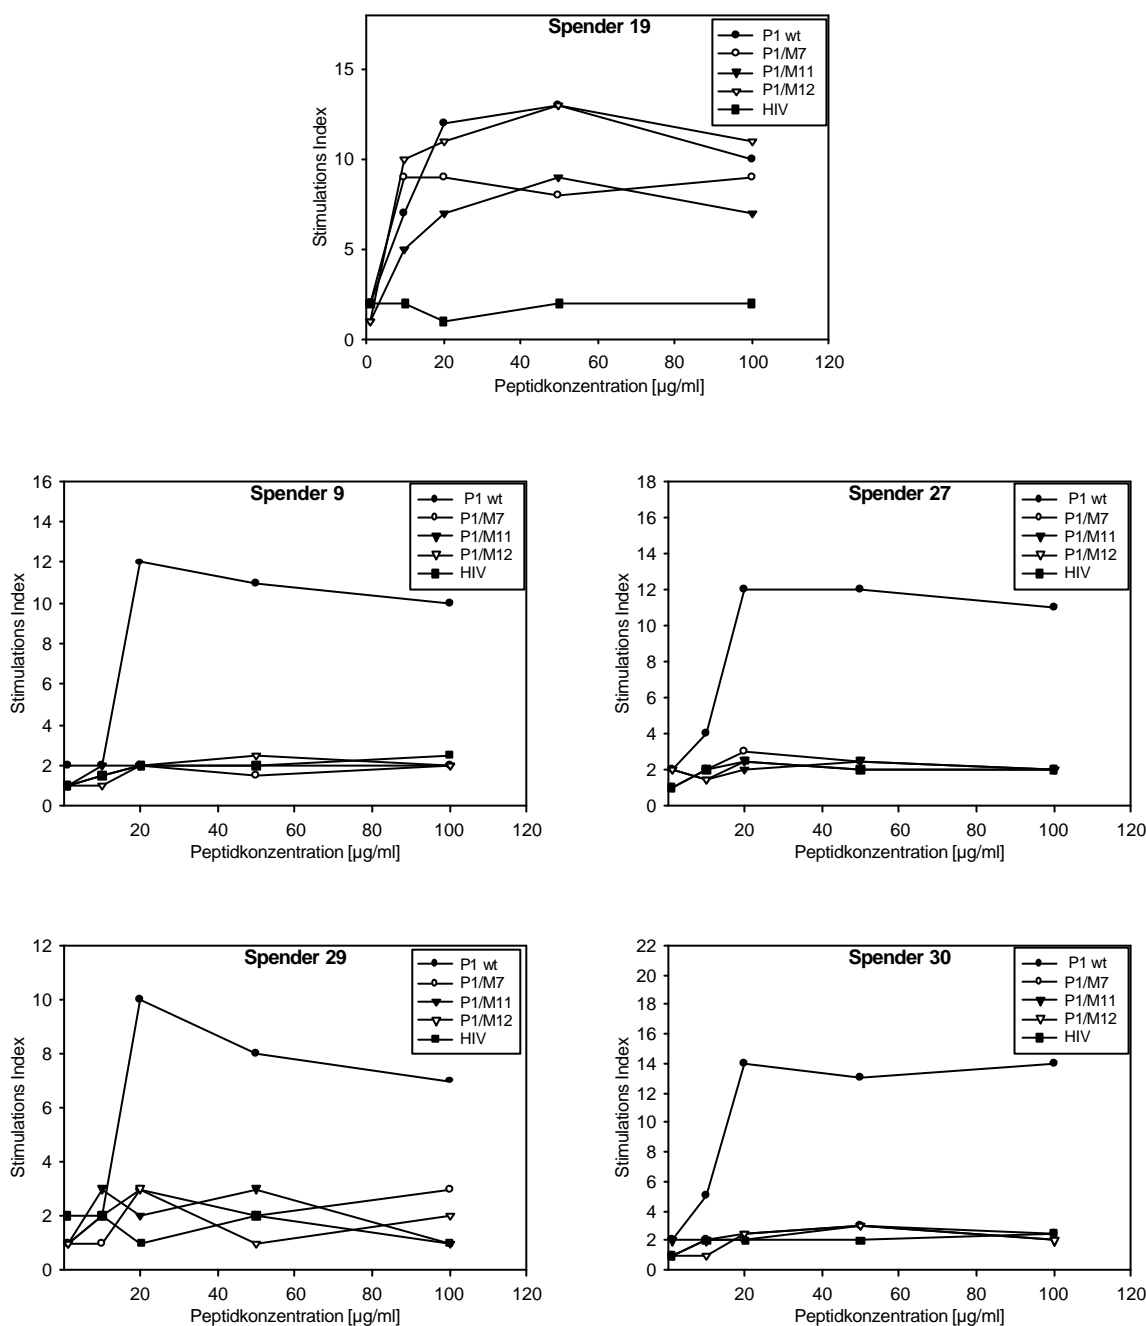 Spender 19
P1 wt
P1/M7
P1/M11
P1/M12
HIV
Stimulations Index
15
10
5
0
0 20 40 60 80 100 120
Peptidkonzentration [µg/ml]
Spender 9
P1 wt
P1/M7
P1/M11
P1/M12
HIV
Stimulations Index
16
14
12
10
8
6
4
2
0
20 40 60 80 100 120
Peptidkonzentration [µg/ml]
Spender 27
P1 wt
P1/M7
P1/M11
P1/M12
HIV
Stimulations Index
18
16
14
12
10
8
6
4
2
0
20 40 60 80 100 120
Peptidkonzentration [µg/ml]
Spender 29
P1 wt
P1/M7
P1/M11
P1/M12
HIV
Stimulations Index
12
10
8
6
4
2
0
20 40 60 80 100 120
Peptidkonzentration [µg/ml]
Spender 30
P1 wt
P1/M7
P1/M11
P1/M12
HIV
Stimulations Index
22
20
18
16
14
12
10
8
6
4
2
0
20 40 60 80 100 120
Peptidkonzentration [µg/ml]